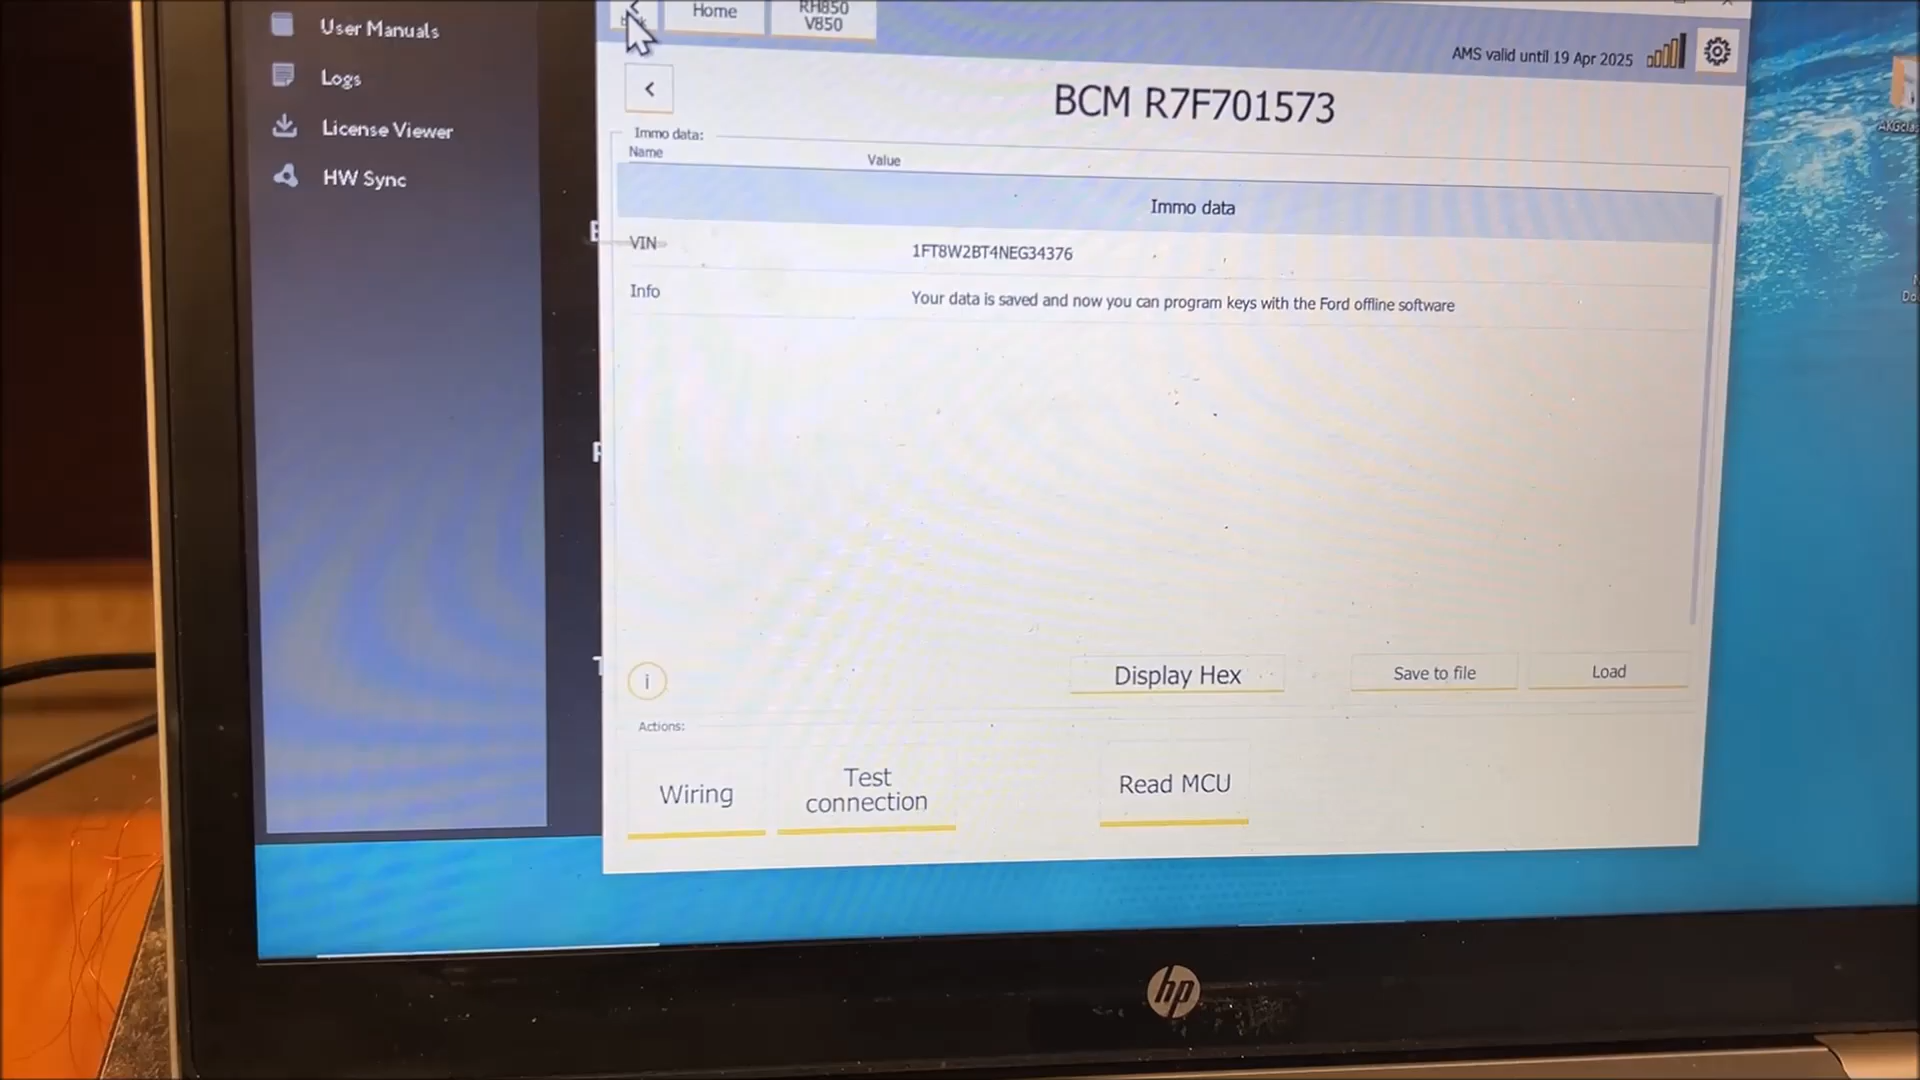 User Manuals
Logs
License Viewer
HW Sync
Home
RH850
V850
AMS valid until 19 Apr 2025
BCM R7F701573
Immo data:
Name
Value
Immo data
VIN
1FT8W2BT4NEG34376
Info
Your data is saved and now you can program keys with the Ford offline software
i
Display Hex
Save to file
Load
Actions:
Wiring
Test
connection
Read MCU
hp